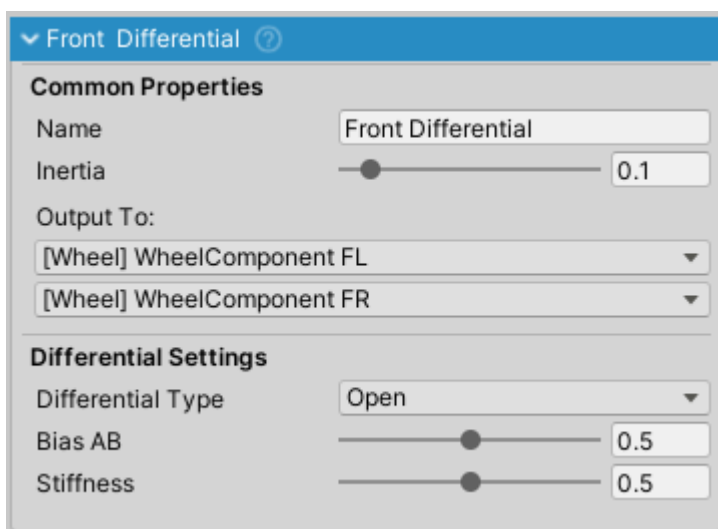 Front Differential ?
Common Properties
Name Front Differential
Inertia 0.1
Output To:
[Wheel] WheelComponent FL
[Wheel] WheelComponent FR
Differential Settings
Differential Type Open
Bias AB 0.5
Stiffness 0.5